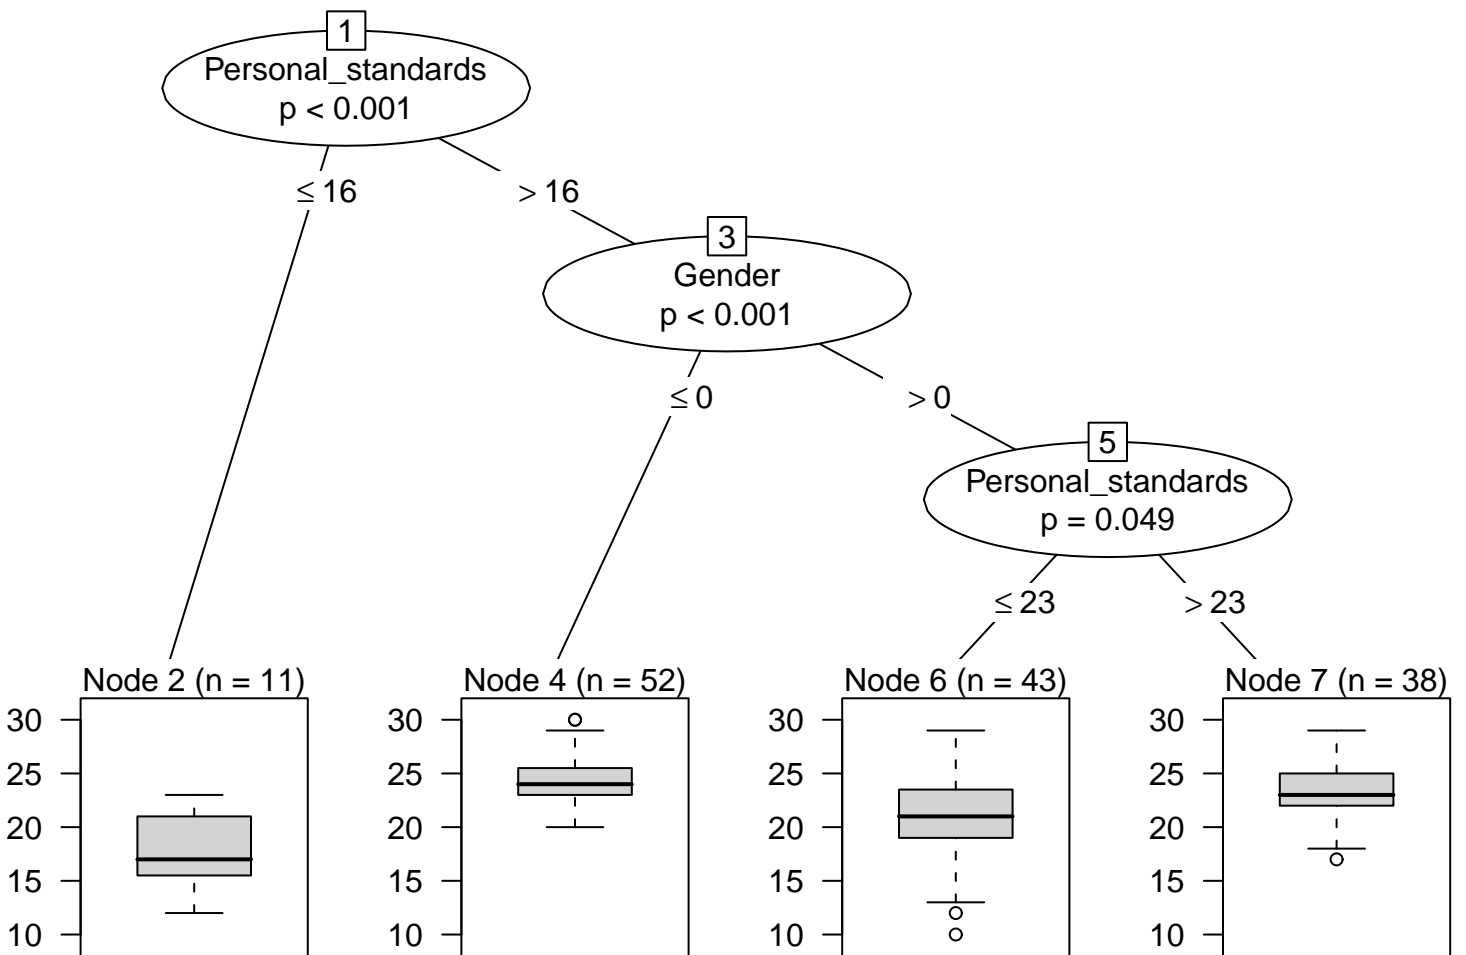 1
Personal_standards
p < 0.001
≤ 16
> 16
3
Gender
p < 0.001
≤ 0
> 0
5
Personal_standards
p = 0.049
≤ 23
> 23
Node 2 (n = 11)
30
25
20
15
10
Node 4 (n = 52)
30
25
20
15
10
Node 6 (n = 43)
30
25
20
15
10
Node 7 (n = 38)
30
25
20
15
10